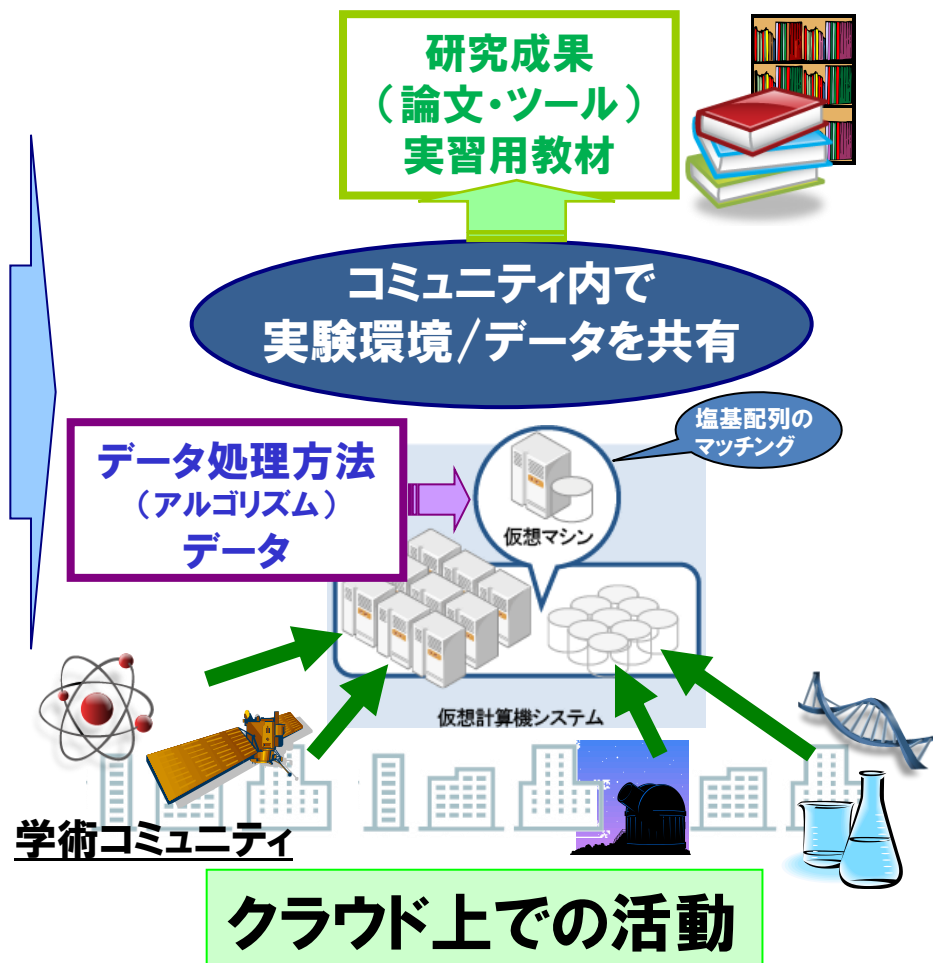 研究成果
（論文・ツール）
実習用教材
コミュニティ内で
実験環境/データを共有
塩基配列の
マッチング
データ処理方法
（アルゴリズム）
データ
仮想マシン
仮想計算機システム
学術コミュニティ
クラウド上での活動